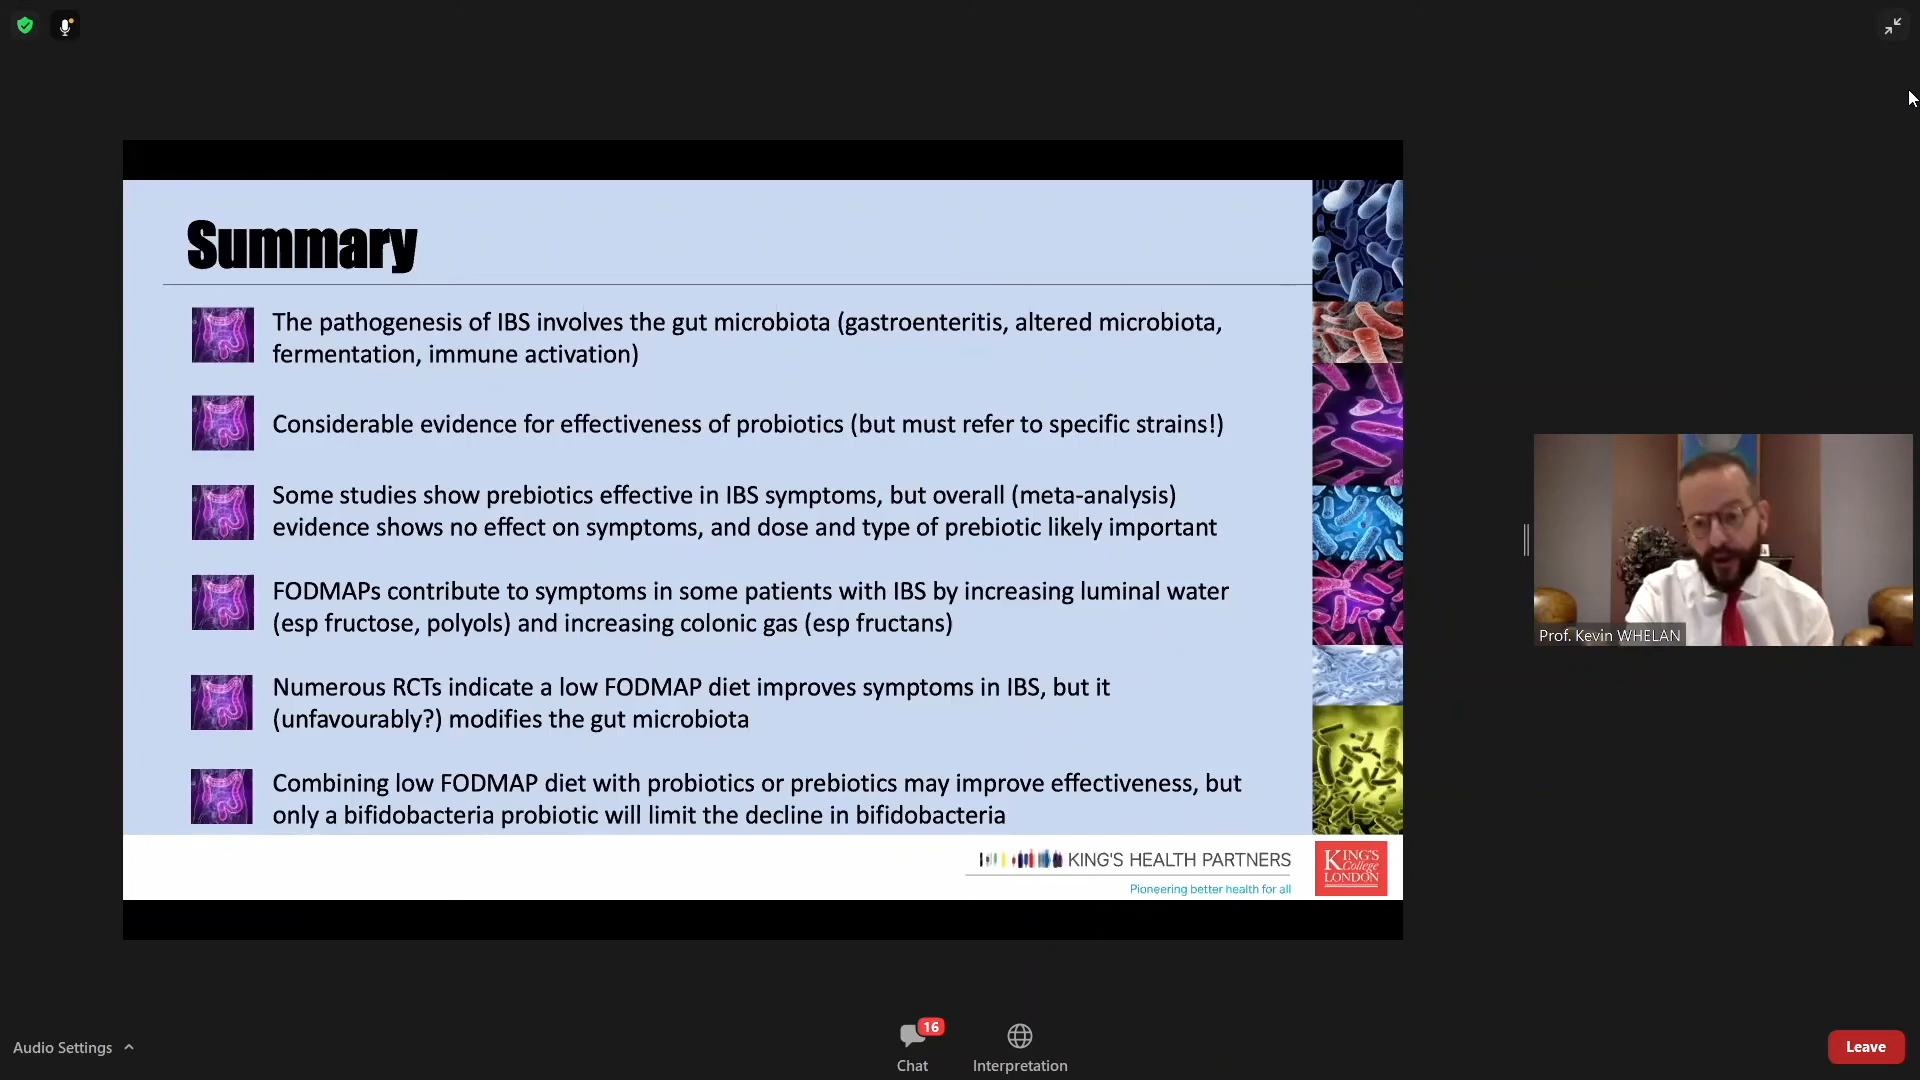 Summary
The pathogenesis of IBS involves the gut microbiota (gastroenteritis, altered microbiota,
fermentation, immune activation)
Considerable evidence for effectiveness of probiotics (but must refer to specific strains!)
Some studies show prebiotics effective in IBS symptoms, but overall (meta-analysis)
evidence shows no effect on symptoms, and dose and type of prebiotic likely important
FODMAPs contribute to symptoms in some patients with IBS by increasing luminal water
(esp fructose, polyols) and increasing colonic gas (esp fructans)
Numerous RCTs indicate a low FODMAP diet improves symptoms in IBS, but it
(unfavourably?) modifies the gut microbiota
Combining low FODMAP diet with probiotics or prebiotics may improve effectiveness, but
only a bifidobacteria probiotic will limit the decline in bifidobacteria
KING'S HEALTH PARTNERS
Pioneering better health for all
KING'S
College
LONDON
Prof. Kevin WHELAN
Audio Settings
16
Chat
Interpretation
Leave